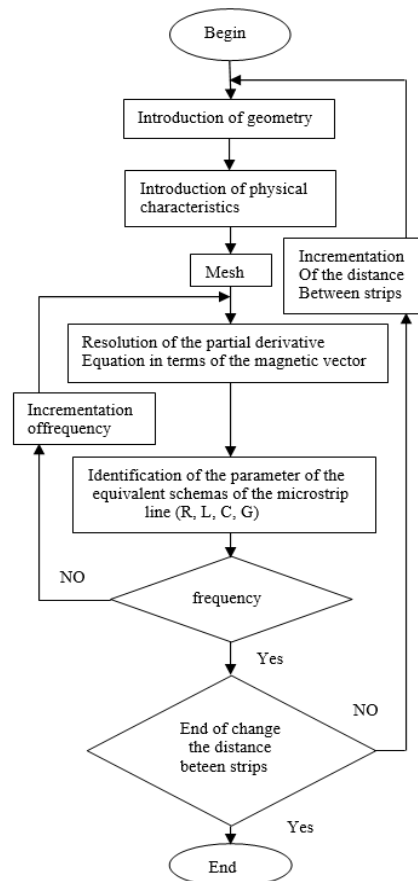 Begin
Introduction of geometry
Introduction of physical
characteristics
Incrementation
Of the distance
Between strips
Mesh
Resolution of the partial derivative
Equation in terms of the magnetic vector
Incrementation
offrequency
Identification of the parameter of the
equivalent schemas of the microstrip
line (R, L, C, G)
NO
frequency
Yes
NO
End of change
the distance
beteen strips
Yes
End